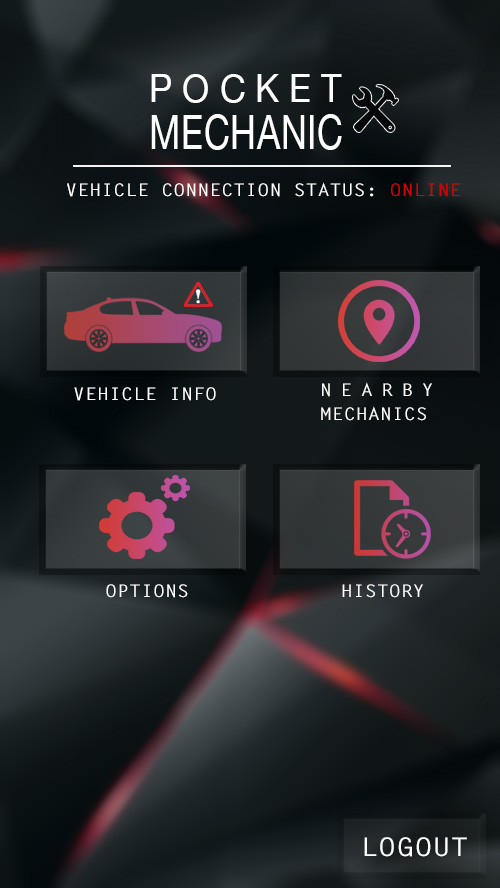 POCKET
MECHANIC
VEHICLE CONNECTION STATUS: ONLINE
!
VEHICLE INFO
NEARBY
MECHANICS
OPTIONS
HISTORY
LOGOUT